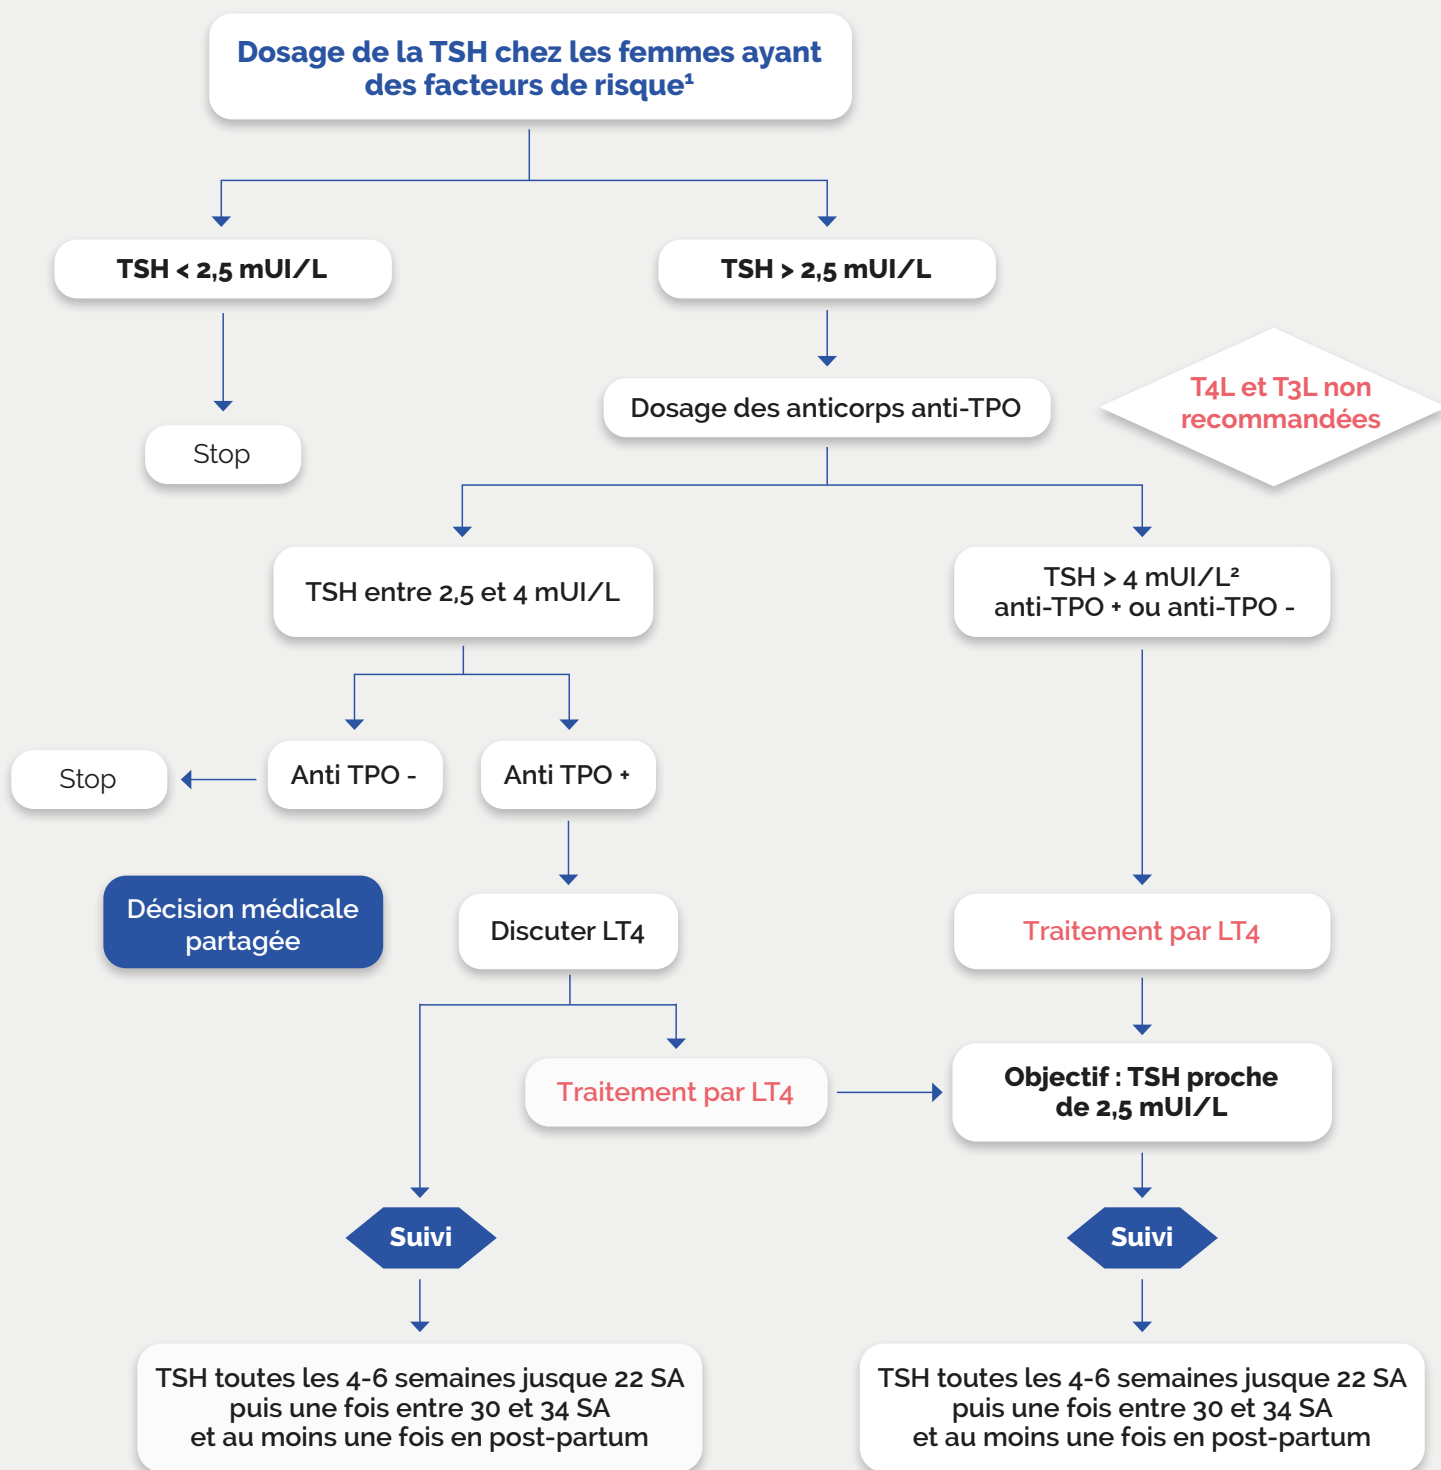 Dosage de la TSH chez les femmes ayant
des facteurs de risque¹
TSH < 2,5 mUI/L
TSH > 2,5 mUI/L
Stop
Dosage des anticorps anti-TPO
T4L et T3L non
recommandées
TSH entre 2,5 et 4 mUI/L
TSH > 4 mUI/L²
anti-TPO + ou anti-TPO -
Stop
Anti TPO -
Anti TPO +
Décision médicale
partagée
Discuter LT4
Traitement par LT4
Traitement par LT4
Objectif : TSH proche
de 2,5 mUI/L
Suivi
Suivi
TSH toutes les 4-6 semaines jusque 22 SA
puis une fois entre 30 et 34 SA
et au moins une fois en post-partum
TSH toutes les 4-6 semaines jusque 22 SA
puis une fois entre 30 et 34 SA
et au moins une fois en post-partum